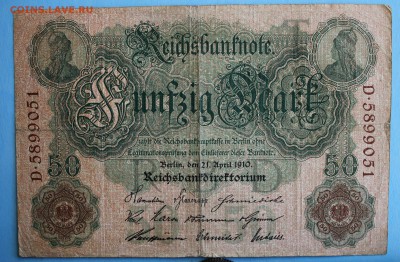 COINS.LAVE.RU
Reichsbanknote
Fünfzig Mark
zahlt die Reichsbankhauptkasse in Berlin ohne
Legitimationsprüfung dem Einlieferer dieser Banknote.
Berlin, den 21. April 1910.
Reichsbankdirektorium
50
50
D·5899051
D·5899051